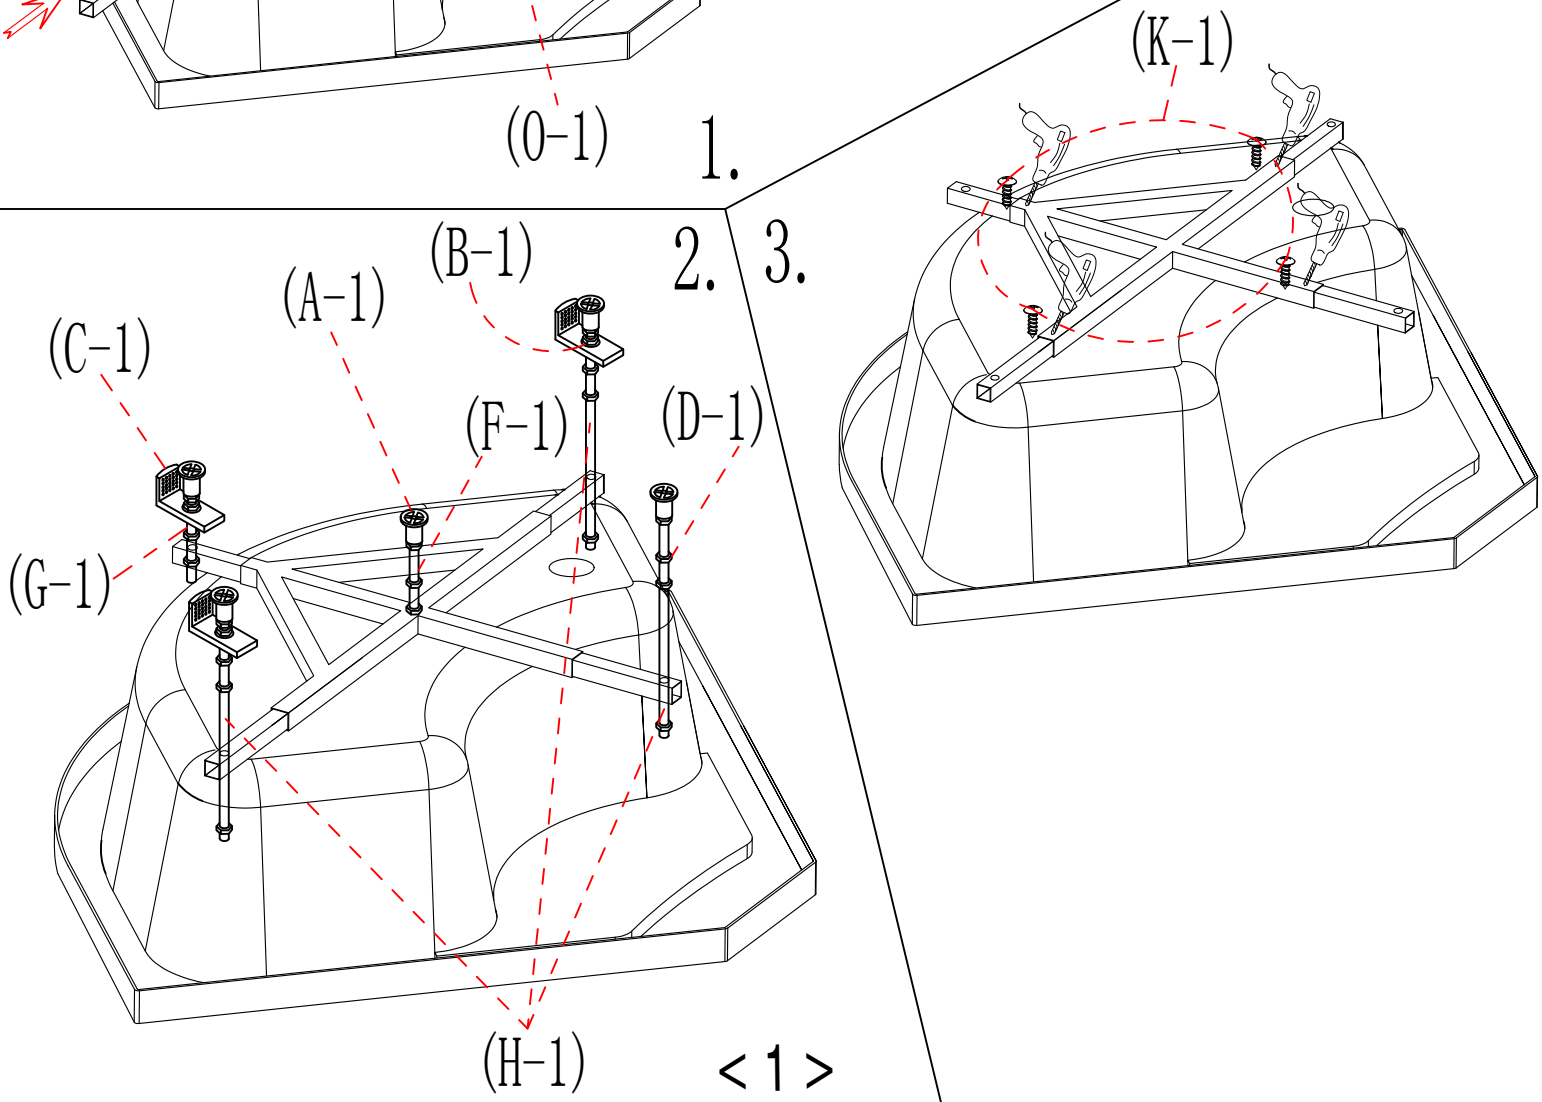 (O-1)
1.
2.
(B-1)
(A-1)
(C-1)
(F-1)
(D-1)
(G-1)
(H-1)
<1>
3.
(K-1)